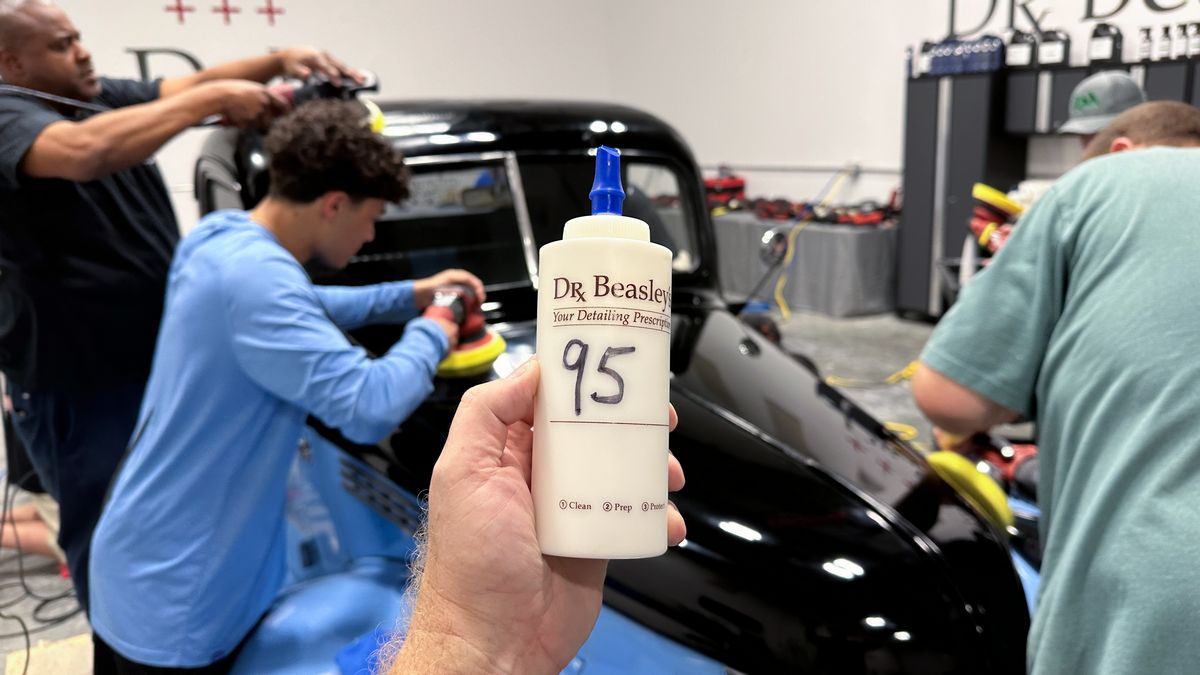 Dr. Beasley's
Your Detailing Prescription
95
① Clean ② Prep ③ Protect